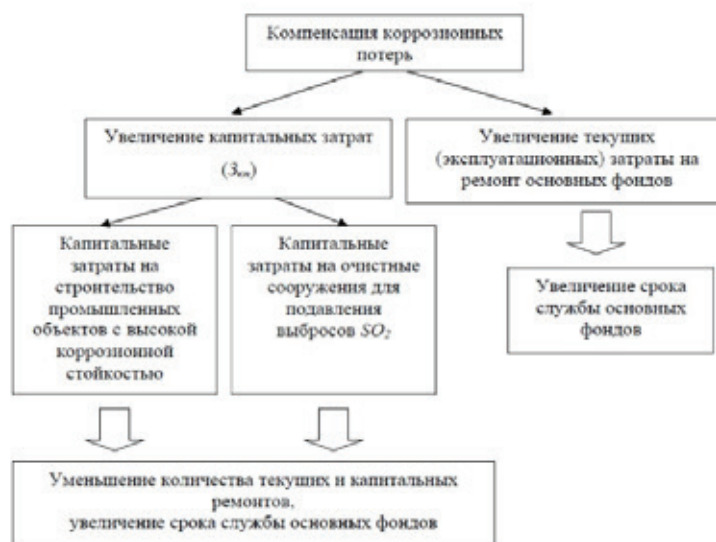 Компенсация коррозионных
потерь
Увеличение капитальных затрат
Увеличение текущих
(эксплуатационных) затраты на
ремонт основных фондов
Капитальные
затраты на
строительство
промышленных
объектов с высокой
коррозионной
стойкостью
Капитальные
затраты на очистные
сооружения для
подавления
выбросов SO₂
Увеличение срока
службы основных
фондов
Уменьшение количества текущих и капитальных
ремонтов,
увеличение срока службы основных фондов